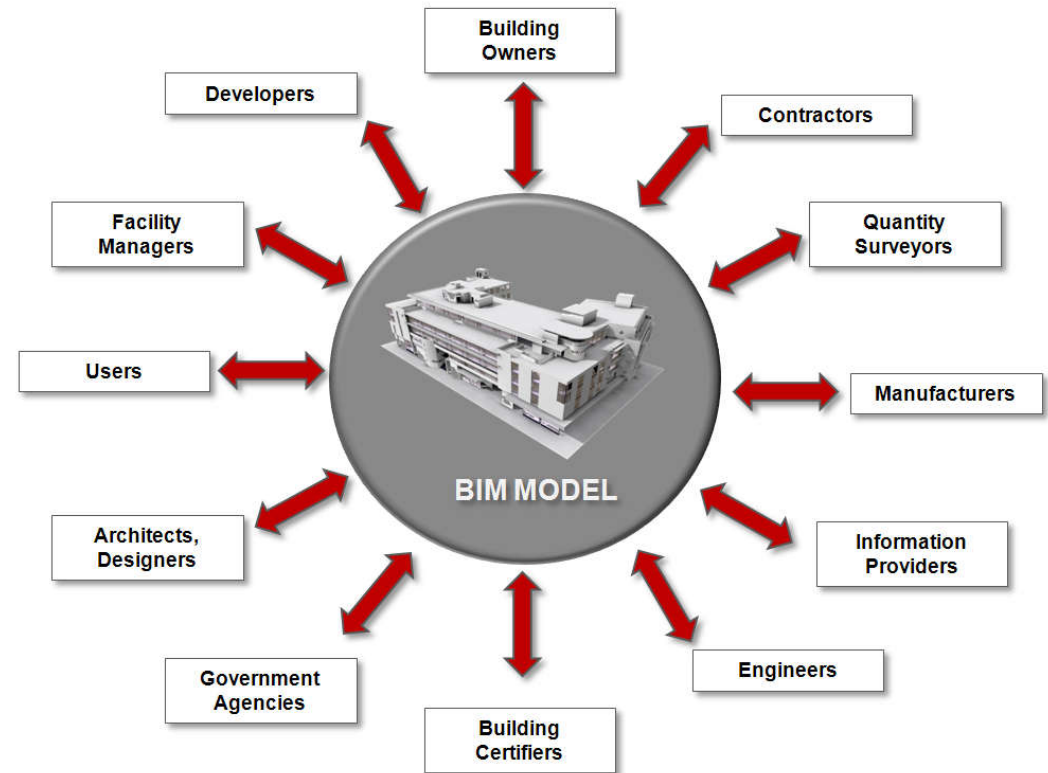 Building
Owners
Developers
Contractors
Facility
Managers
Quantity
Surveyors
Users
Manufacturers
BIM MODEL
Architects,
Designers
Information
Providers
Government
Agencies
Engineers
Building
Certifiers